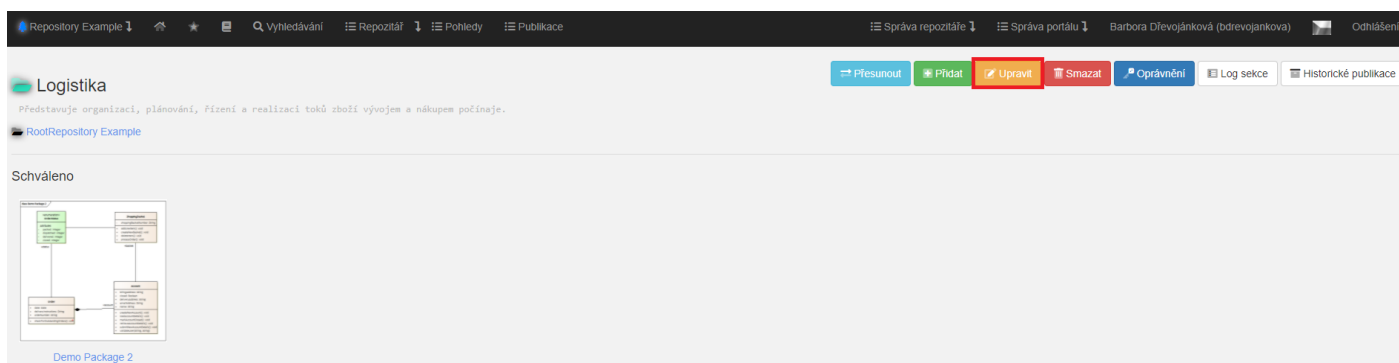 Repository Example Vyhledávání Repozitář Pohledy Publikace Správa repozitáře Správa portálu Barbora Dřevojánková (bdrevojankova) Odhlášení
Přesunout Přidat Upravit Smazat Oprávnění Log sekce Historické publikace
Logistika
Představuje organizaci, plánování, řízení a realizaci toků zboží vývojem a nákupem počínaje.
RootRepository Example
Schváleno
Demo Package 2